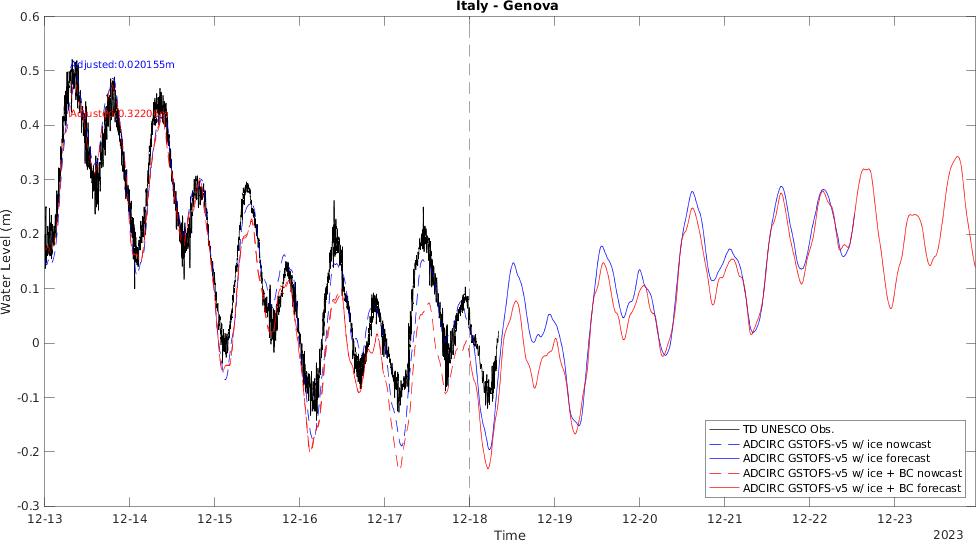 Italy - Genova
Water Level (m)
0.6
0.5
0.4
0.3
0.2
0.1
0
-0.1
-0.2
-0.3
Adjusted:0.020155m
TD UNESCO Obs.
ADCIRC GSTOFS-v5 w/ ice nowcast
ADCIRC GSTOFS-v5 w/ ice forecast
ADCIRC GSTOFS-v5 w/ ice + BC nowcast
ADCIRC GSTOFS-v5 w/ ice + BC forecast
12-13 12-14 12-15 12-16 12-17 12-18 12-19 12-20 12-21 12-22 12-23
Time
2023